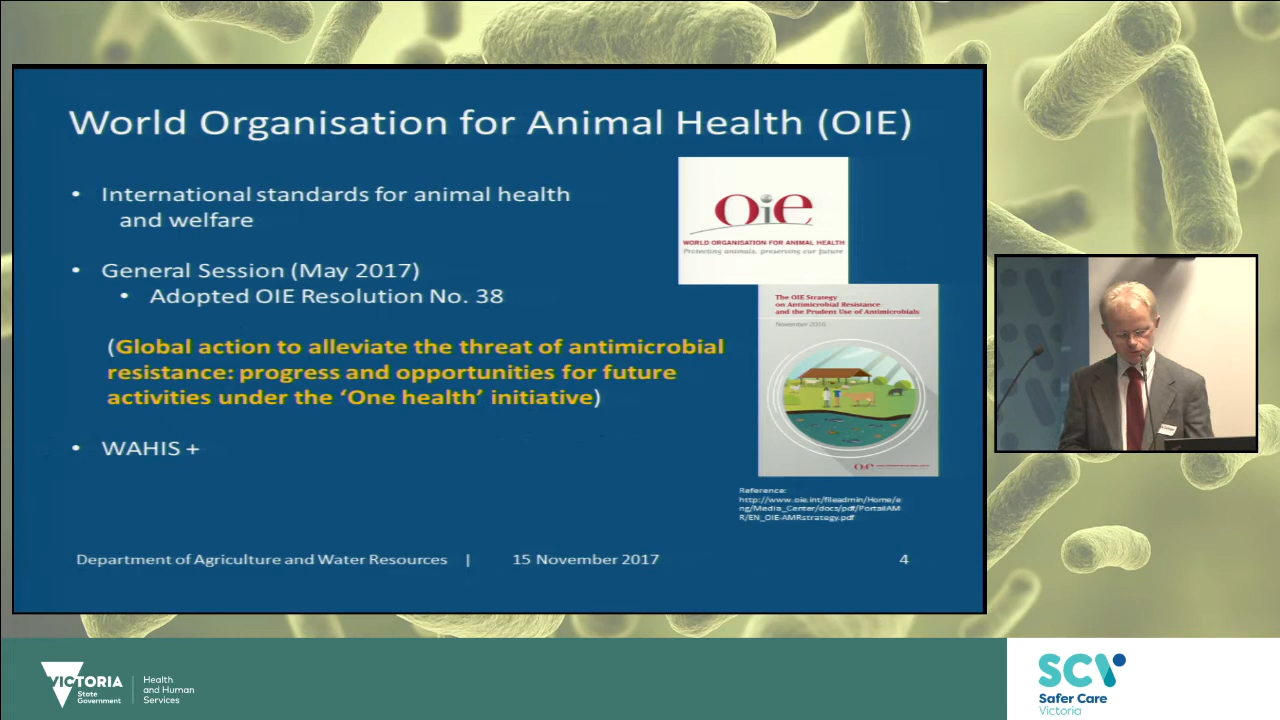 World Organisation for Animal Health (OIE)
• International standards for animal health
and welfare
• General Session (May 2017)
• Adopted OIE Resolution No. 38
(Global action to alleviate the threat of antimicrobial
resistance: progress and opportunities for future
activities under the ‘One health’ initiative)
• WAHIS +
Oie
WORLD ORGANISATION FOR ANIMAL HEALTH
Protecting animals, preserving our future
The OIE Strategy
on Antimicrobial Resistance
and the Prudent Use of Antimicrobials
November 2016
Oie
Reference:
http://www.oie.int/fileadmin/Home/e
ng/Media_Center/docs/pdf/PortailAM
R/EN_OIE-AMRstrategy.pdf
Department of Agriculture and Water Resources | 15 November 2017 4
VICTORIA
State
Government
Health
and Human
Services
SCV
Safer Care
Victoria